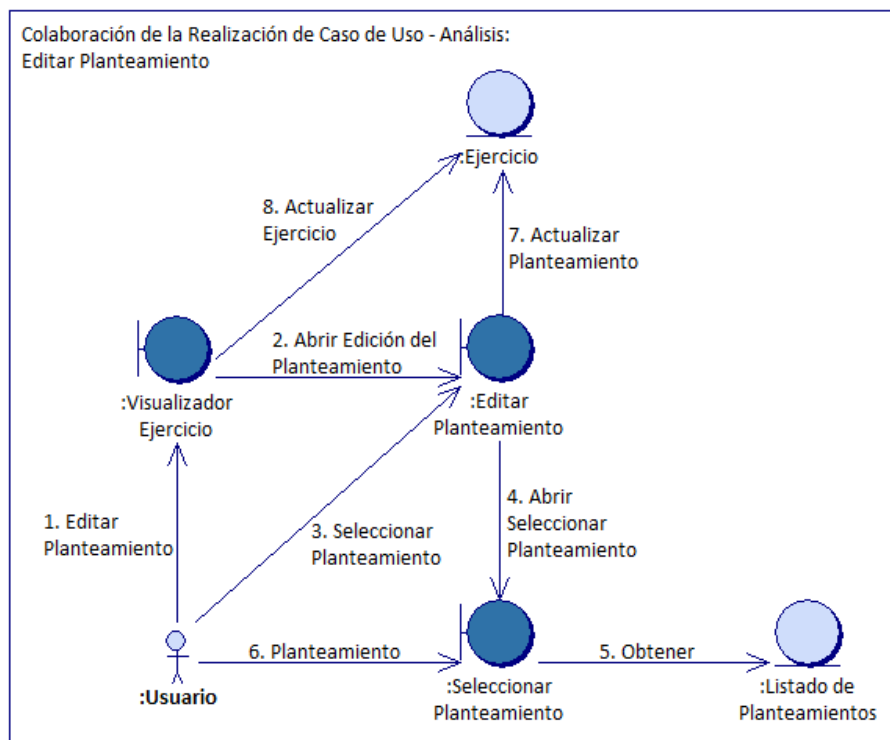 Colaboración de la Realización de Caso de Uso - Análisis:
Editar Planteamiento
:Ejercicio
8. Actualizar
Ejercicio
7. Actualizar
Planteamiento
2. Abrir Edición del
Planteamiento
:Visualizador
Ejercicio
:Editar
Planteamiento
1. Editar
Planteamiento
3. Seleccionar
Planteamiento
4. Abrir
Seleccionar
Planteamiento
6. Planteamiento
5. Obtener
:Usuario
:Seleccionar
Planteamiento
:Listado de
Planteamientos